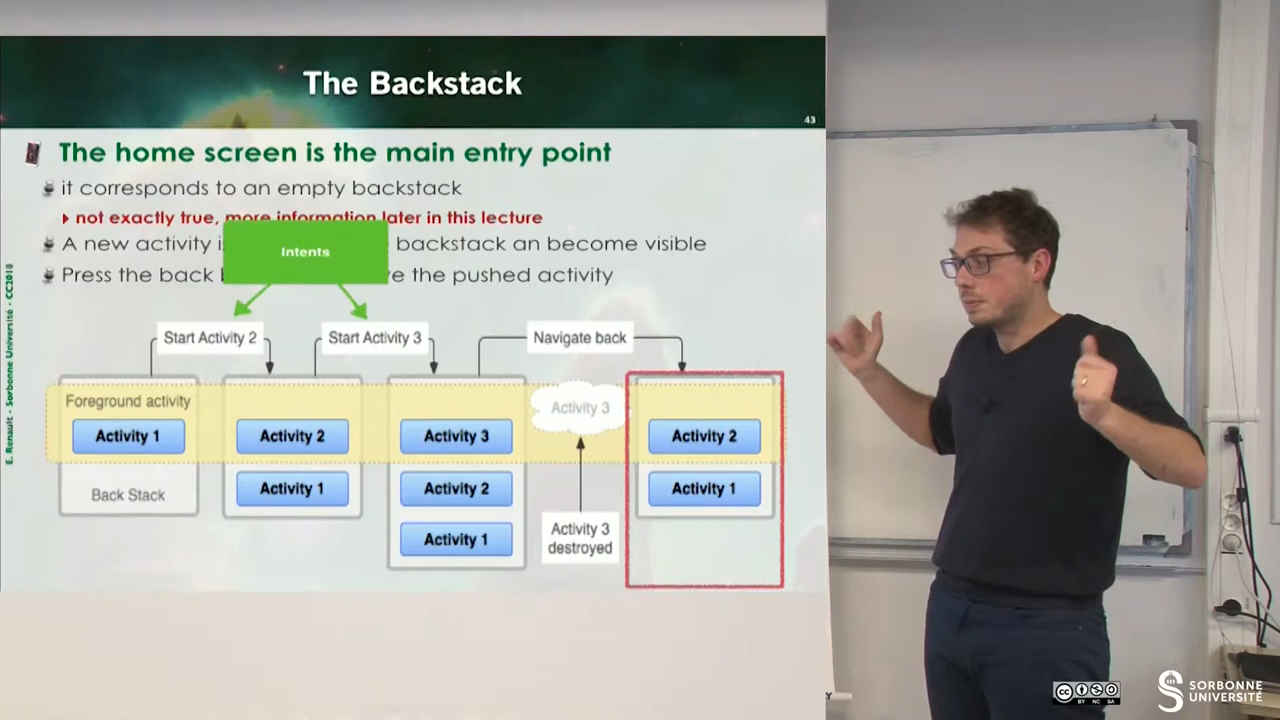 The Backstack
43
The home screen is the main entry point
it corresponds to an empty backstack
not exactly true, more information later in this lecture
A new activity i backstack an become visible
Press the back the pushed activity
Intents
Start Activity 2
Start Activity 3
Navigate back
Foreground activity
Activity 1
Back Stack
Activity 2
Activity 1
Activity 3
Activity 2
Activity 1
Activity 3
Activity 3
destroyed
Activity 2
Activity 1
E. Renault - Sorbonne Université - CC2018
CC BY NC SA
SORBONNE
UNIVERSITÉ